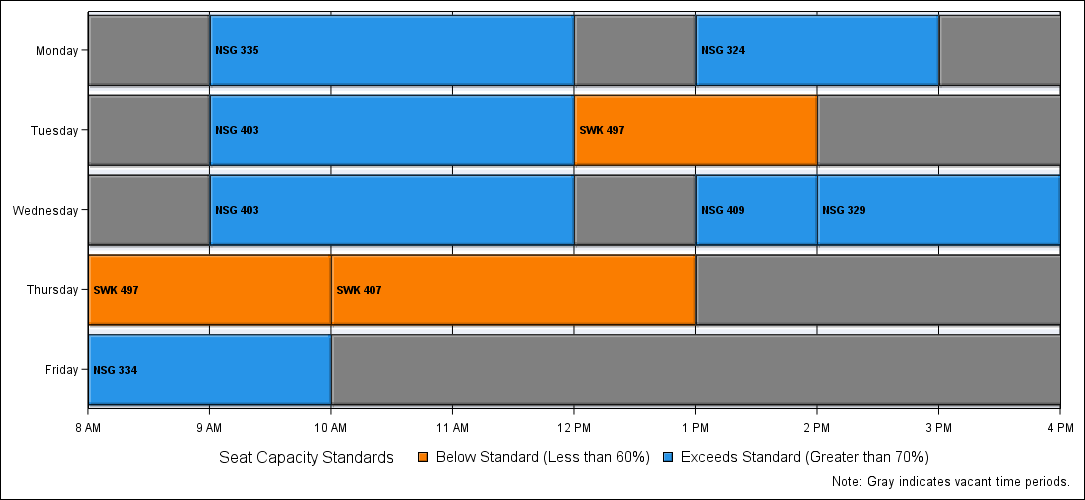 Monday
NSG 335
NSG 324
Tuesday
NSG 403
SWK 497
Wednesday
NSG 403
NSG 409
NSG 329
Thursday
SWK 497
SWK 407
Friday
NSG 334
8 AM
9 AM
10 AM
11 AM
12 PM
1 PM
2 PM
3 PM
4 PM
Seat Capacity Standards
Below Standard (Less than 60%)
Exceeds Standard (Greater than 70%)
Note: Gray indicates vacant time periods.